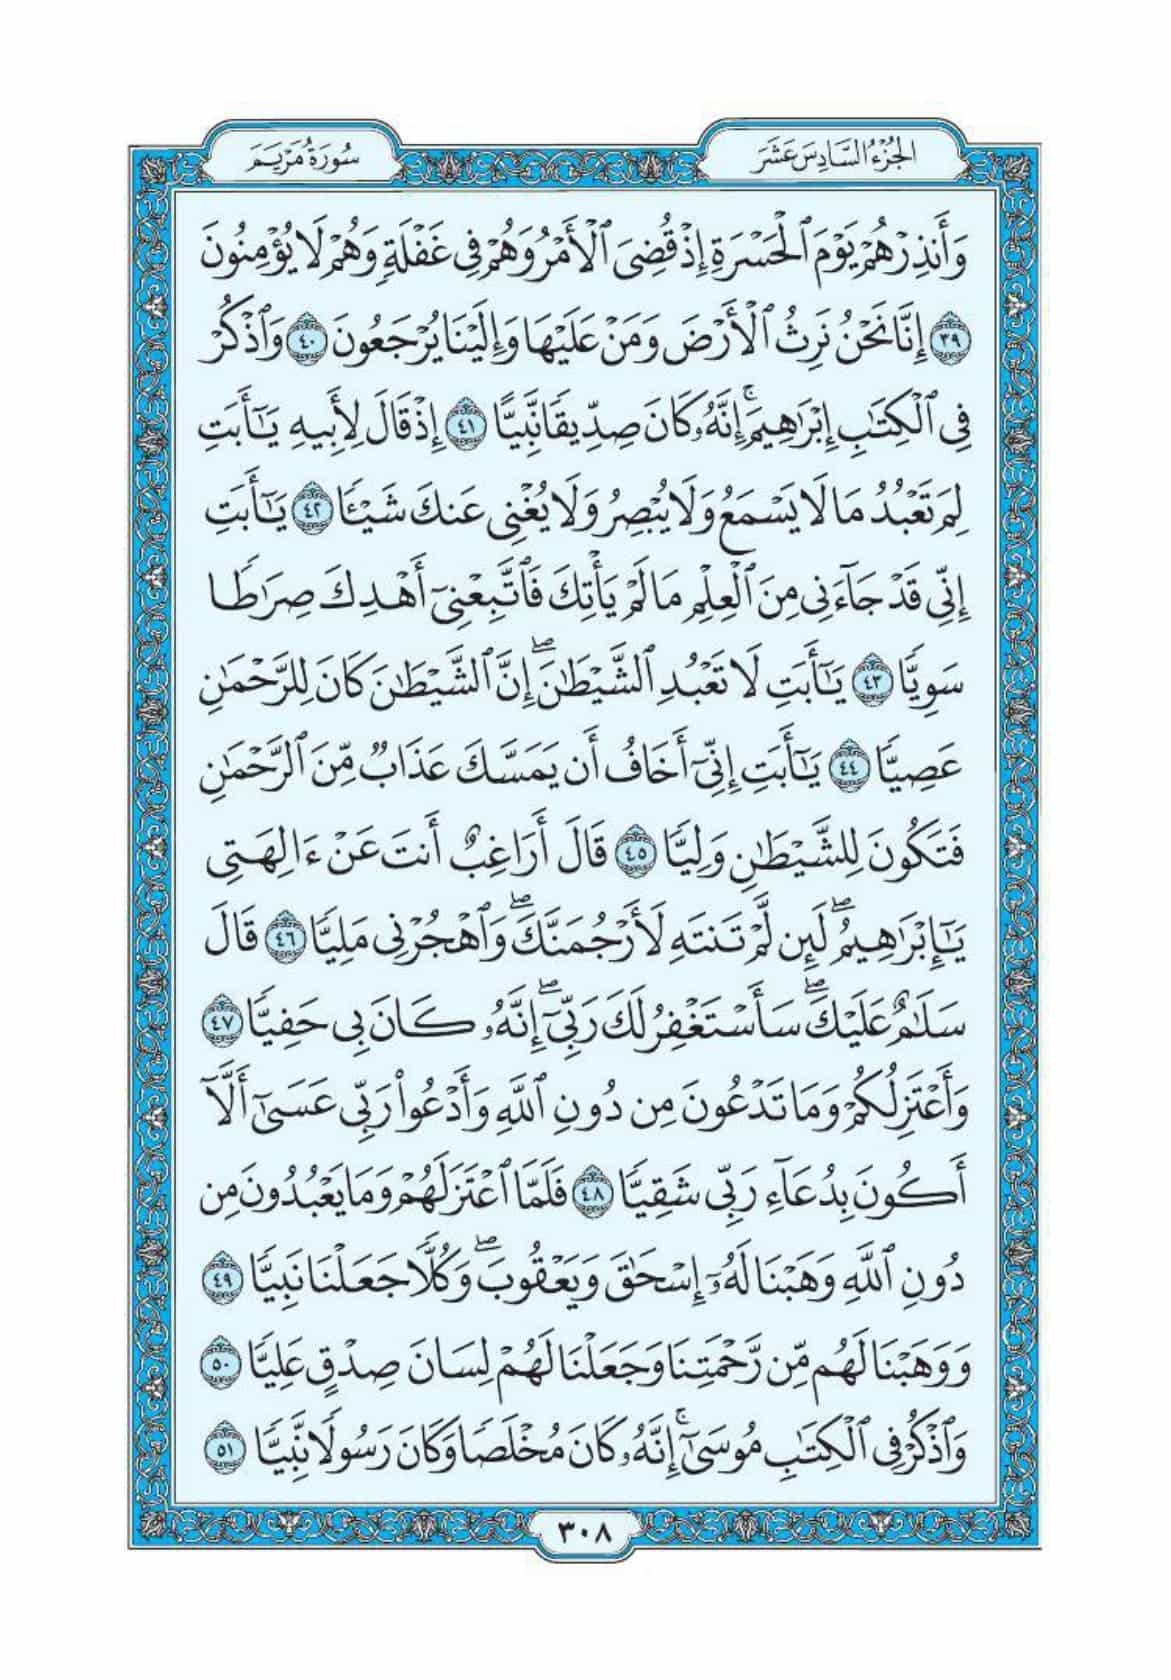 الجزء السادس عشر
سورة مريم
وَأَنذِرْهُمْ يَوْمَ ٱلْحَسْرَةِ إِذْ قُضِىَ ٱلْأَمْرُ وَهُمْ فِى غَفْلَةٍ وَهُمْ لَا يُؤْمِنُونَ
٣٩ إِنَّا نَحْنُ نَرِثُ ٱلْأَرْضَ وَمَنْ عَلَيْهَا وَإِلَيْنَا يُرْجَعُونَ ٤٠ وَٱذْكُرْ
فِى ٱلْكِتَٰبِ إِبْرَٰهِيمَ ۚ إِنَّهُۥ كَانَ صِدِّيقًا نَّبِيًّا ٤١ إِذْ قَالَ لِأَبِيهِ يَٰٓأَبَتِ
لِمَ تَعْبُدُ مَا لَا يَسْمَعُ وَلَا يُبْصِرُ وَلَا يُغْنِى عَنكَ شَيْـًٔا ٤٢ يَٰٓأَبَتِ
إِنِّى قَدْ جَآءَنِى مِنَ ٱلْعِلْمِ مَا لَمْ يَأْتِكَ فَٱتَّبِعْنِىٓ أَهْدِكَ صِرَٰطًا
سَوِيًّا ٤٣ يَٰٓأَبَتِ لَا تَعْبُدِ ٱلشَّيْطَٰنَ ۖ إِنَّ ٱلشَّيْطَٰنَ كَانَ لِلرَّحْمَٰنِ
عَصِيًّا ٤٤ يَٰٓأَبَتِ إِنِّىٓ أَخَافُ أَن يَمَسَّكَ عَذَابٌ مِّنَ ٱلرَّحْمَٰنِ
فَتَكُونَ لِلشَّيْطَٰنِ وَلِيًّا ٤٥ قَالَ أَرَاغِبٌ أَنتَ عَنْ ءَالِهَتِى
يَٰٓإِبْرَٰهِيمُ ۖ لَئِن لَّمْ تَنتَهِ لَأَرْجُمَنَّكَ ۖ وَٱهْجُرْنِى مَلِيًّا ٤٦ قَالَ
سَلَٰمٌ عَلَيْكَ ۖ سَأَسْتَغْفِرُ لَكَ رَبِّىٓ ۖ إِنَّهُۥ كَانَ بِى حَفِيًّا ٤٧
وَأَعْتَزِلُكُمْ وَمَا تَدْعُونَ مِن دُونِ ٱللَّهِ وَأَدْعُوا۟ رَبِّى عَسَىٰٓ أَلَّآ
أَكُونَ بِدُعَآءِ رَبِّى شَقِيًّا ٤٨ فَلَمَّا ٱعْتَزَلَهُمْ وَمَا يَعْبُدُونَ مِن
دُونِ ٱللَّهِ وَهَبْنَا لَهُۥٓ إِسْحَٰقَ وَيَعْقُوبَ ۖ وَكُلًّا جَعَلْنَا نَبِيًّا ٤٩
وَوَهَبْنَا لَهُم مِّن رَّحْمَتِنَا وَجَعَلْنَا لَهُمْ لِسَانَ صِدْقٍ عَلِيًّا ٥٠
وَٱذْكُرْ فِى ٱلْكِتَٰبِ مُوسَىٰٓ ۚ إِنَّهُۥ كَانَ مُخْلَصًا وَكَانَ رَسُولًا نَّبِيًّا ٥١
٣٠٨